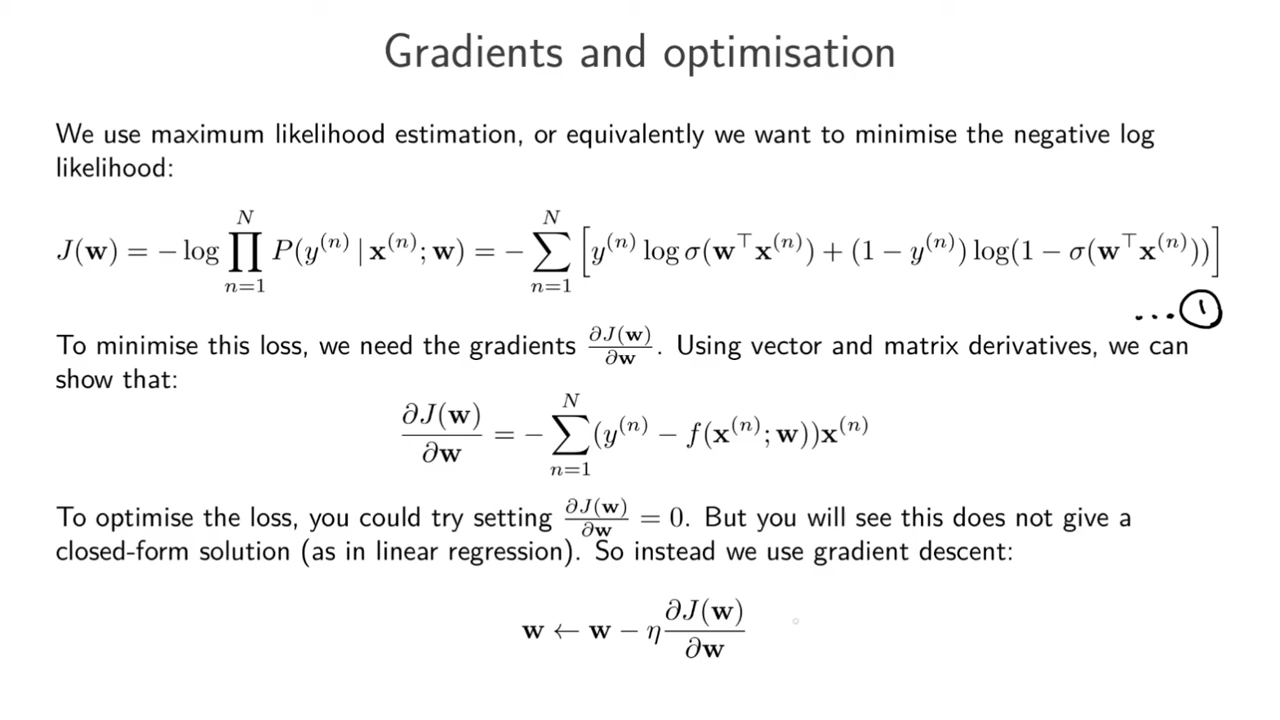 Gradients and optimisation
We use maximum likelihood estimation, or equivalently we want to minimise the negative log
likelihood:
J(𝐰) = − log ∏_{n=1}^{N} P(y^{(n)} | 𝐱^{(n)}; 𝐰) = − ∑_{n=1}^{N} [y^{(n)} log σ(𝐰^⊤𝐱^{(n)}) + (1 − y^{(n)}) log(1 − σ(𝐰^⊤𝐱^{(n)}))]
...①
To minimise this loss, we need the gradients ∂J(𝐰)/∂𝐰. Using vector and matrix derivatives, we can
show that:
∂J(𝐰)/∂𝐰 = − ∑_{n=1}^{N} (y^{(n)} − f(𝐱^{(n)}; 𝐰))𝐱^{(n)}
To optimise the loss, you could try setting ∂J(𝐰)/∂𝐰 = 0. But you will see this does not give a
closed-form solution (as in linear regression). So instead we use gradient descent:
𝐰 ← 𝐰 − η ∂J(𝐰)/∂𝐰